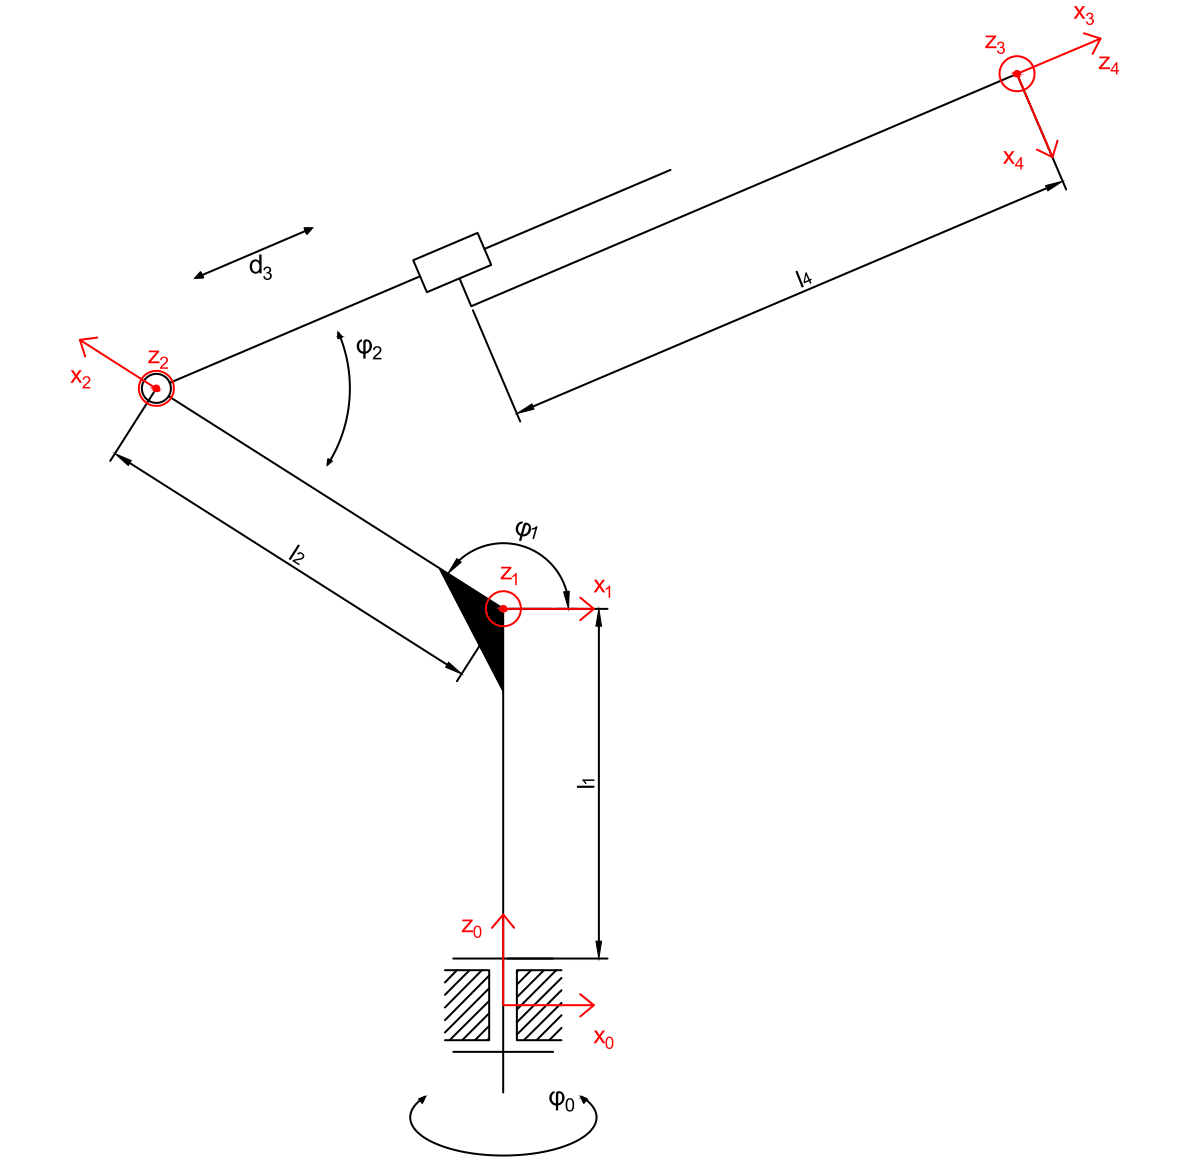 x₃
z₃
z₄
x₄
d₃
l₄
φ₂
z₂
x₂
φ₁
l₂
z₁
x₁
l₁
z₀
x₀
φ₀